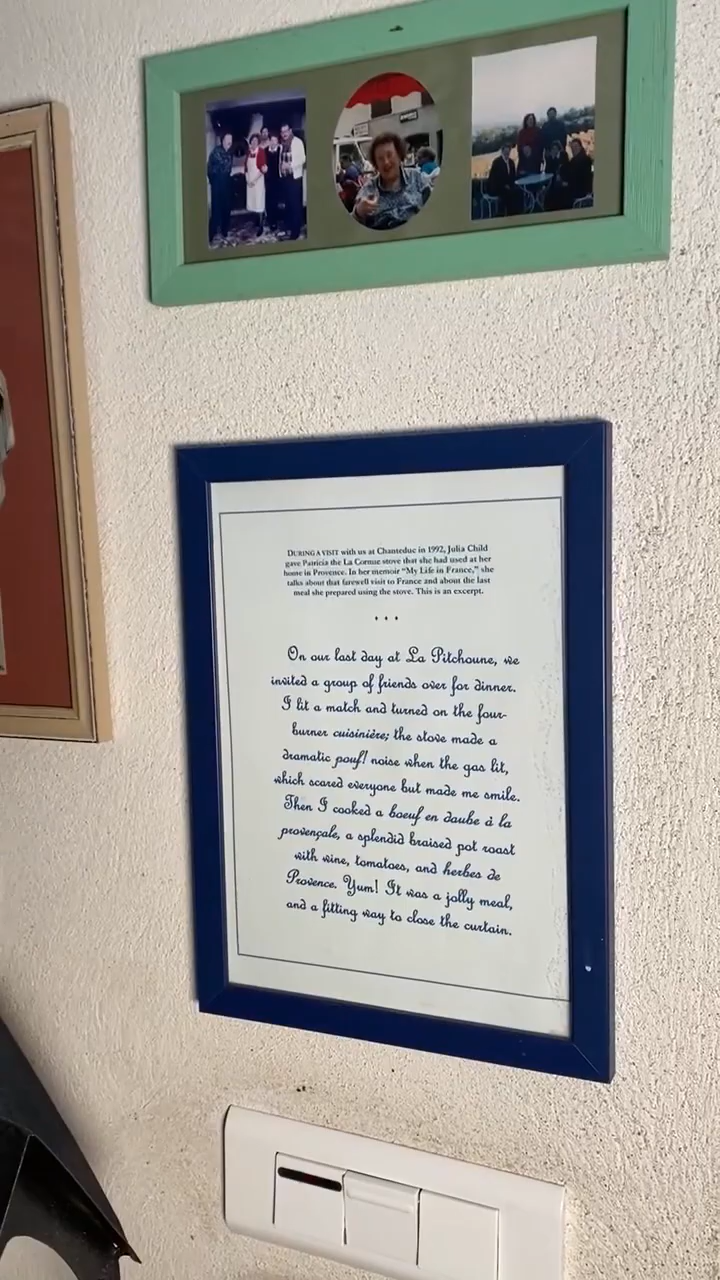 DURING A VISIT with us at Chanteduc in 1992, Julia Child
gave Patricia the La Cornue stove that she had used at her
home in Provence. In her memoir “My Life in France,” she
talks about that farewell visit to France and about the last
meal she prepared using the stove. This is an excerpt.
On our last day at La Pitchoune, we
invited a group of friends over for dinner.
I lit a match and turned on the four-
burner cuisinière; the stove made a
dramatic pouf! noise when the gas lit,
which scared everyone but made me smile.
Then I cooked a boeuf en daube à la
provençale, a splendid braised pot roast
with wine, tomatoes, and herbes de
Provence. Yum! It was a jolly meal,
and a fitting way to close the curtain.